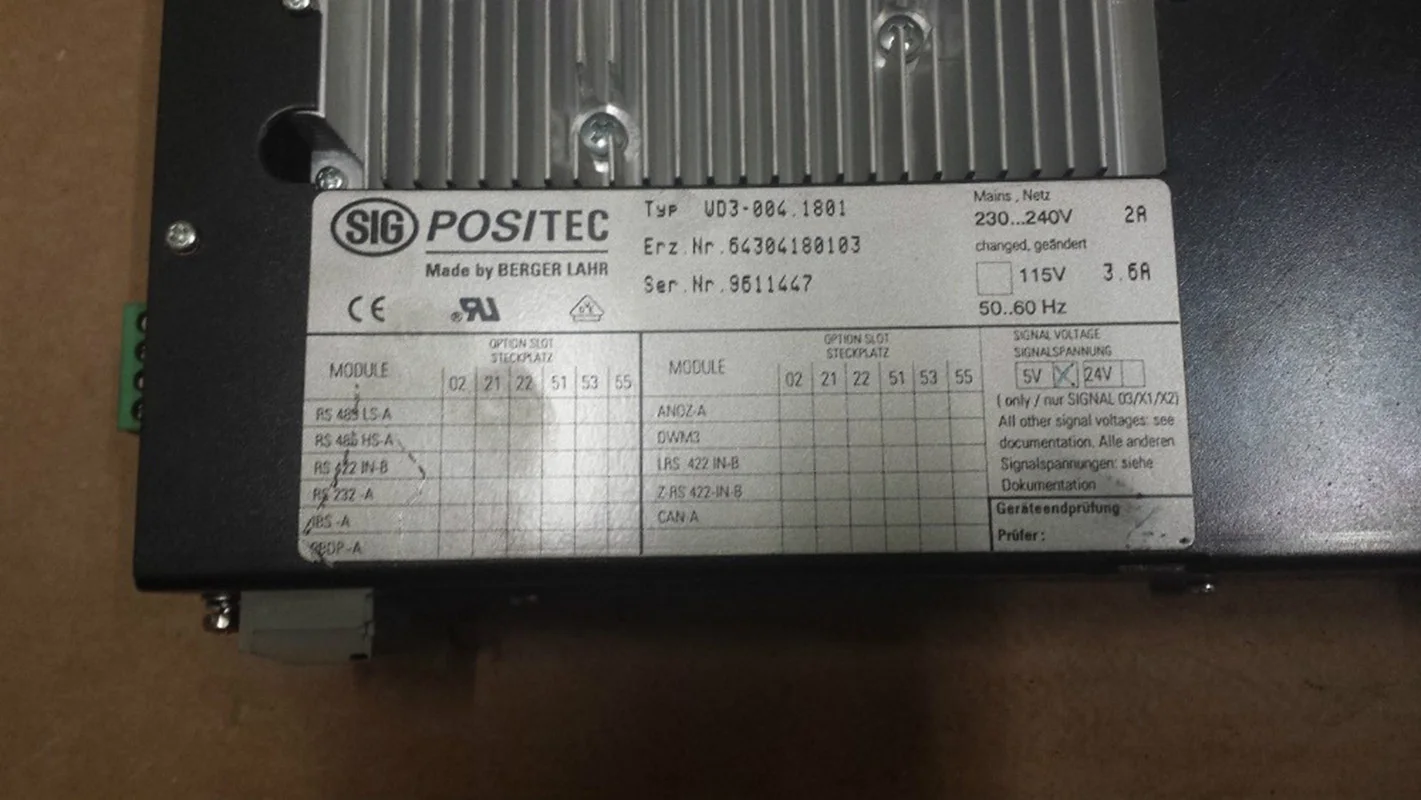 SIG POSITEC
Made by BERGER LAHR
CE
Typ WD3-004.1801
Erz.Nr.64304180103
Ser.Nr.9611447
Mains, Netz
230...240V 2A
changed, geändert
115V 3.6A
50..60 Hz
OPTION SLOT
STECKPLATZ
MODULE 02 21 22 51 53 55
RS 485 LS-A
RS 485 HS-A
RS 422 IN-B
RS 232 -A
IBS -A
PBDP -A
OPTION SLOT
STECKPLATZ
MODULE 02 21 22 51 53 55
ANOZ-A
DWM3
LRS 422 IN-B
Z-RS 422-IN-B
CAN-A
SIGNAL VOLTAGE
SIGNALSPANNUNG
5V X 24V
( only / nur SIGNAL 03/X1/X2)
All other signal voltages: see
documentation. Alle anderen
Signalspannungen: siehe
Dokumentation
Geräteendprüfung
Prüfer :